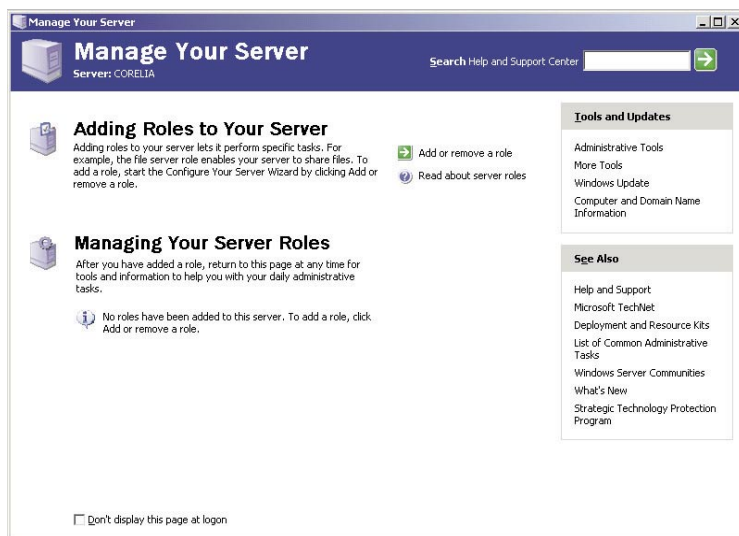 Manage Your Server
Manage Your Server
Server: CORELIA
Search Help and Support Center
Adding Roles to Your Server
Adding roles to your server lets it perform specific tasks. For
example, the file server role enables your server to share files. To
add a role, start the Configure Your Server Wizard by clicking Add or
remove a role.
Add or remove a role
Read about server roles
Managing Your Server Roles
After you have added a role, return to this page at any time for
tools and information to help you with your daily administrative
tasks.
No roles have been added to this server. To add a role, click
Add or remove a role.
Don't display this page at logon
Tools and Updates
Administrative Tools
More Tools
Windows Update
Computer and Domain Name
Information
See Also
Help and Support
Microsoft TechNet
Deployment and Resource Kits
List of Common Administrative
Tasks
Windows Server Communities
What's New
Strategic Technology Protection
Program